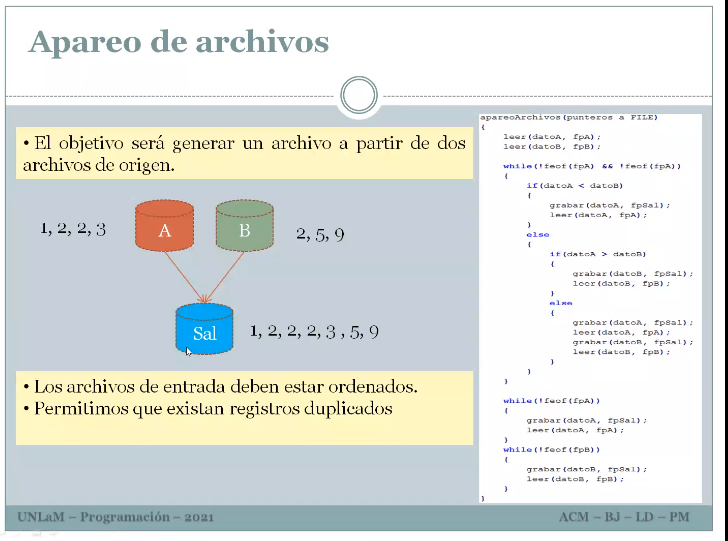 Apareo de archivos
• El objetivo será generar un archivo a partir de dos
archivos de origen.
1, 2, 2, 3
A
B
2, 5, 9
Sal
1, 2, 2, 2, 3 , 5, 9
• Los archivos de entrada deben estar ordenados.
• Permitimos que existan registros duplicados
apareoArchivos(punteros a FILE)
{
leer(datoA, fpA);
leer(datoB, fpB);
while(!feof(fpA) && !feof(fpA))
{
if(datoA < datoB)
{
grabar(datoA, fpSal);
leer(datoA, fpA);
}
else
{
if(datoA > datoB)
{
grabar(datoB, fpSal);
leer(datoB, fpB);
}
else
{
grabar(datoA, fpSal);
leer(datoA, fpA);
grabar(datoB, fpSal);
leer(datoB, fpB);
}
}
}
while(!feof(fpA))
{
grabar(datoA, fpSal);
leer(datoA, fpA);
}
while(!feof(fpB))
{
grabar(datoB, fpSal);
leer(datoB, fpB);
}
}
UNLaM – Programación – 2021
ACM – BJ – LD – PM